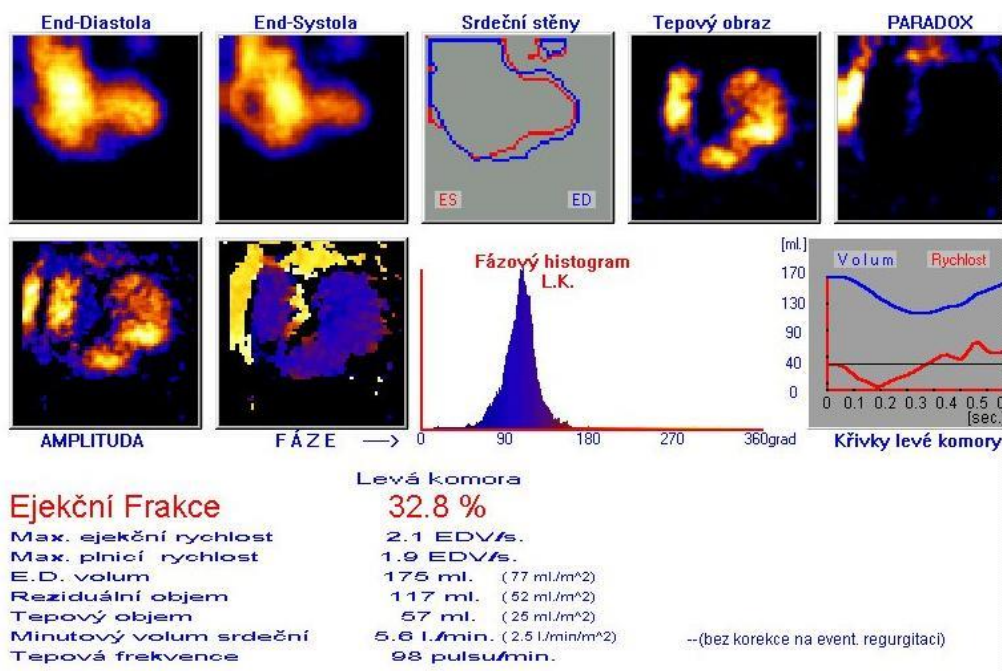 End-Diastola End-Systola Srdeční stěny Tepový obraz PARADOX
ES ED
Fázový histogram
L.K.
[ml.]
170
130
90
40
0
Volum Rychlost
0 0.1 0.2 0.3 0.4 0.5
[sec.
AMPLITUDA FÁZE —> 0 90 180 270 360grad Křivky levé komory
Levá komora
Ejekční Frakce 32.8 %
Max. ejekční rychlost 2.1 EDV/s.
Max. plnicí rychlost 1.9 EDV/s.
E.D. volum 175 ml. (77 ml/m^2)
Reziduální objem 117 ml. (52 ml/m^2)
Tepový objem 57 ml. (25 ml/m^2)
Minutový volum srdeční 5.6 l./min. (2.5 l/min/m^2) --(bez korekce na event. regurgitaci)
Tepová frekvence 98 pulsu/min.